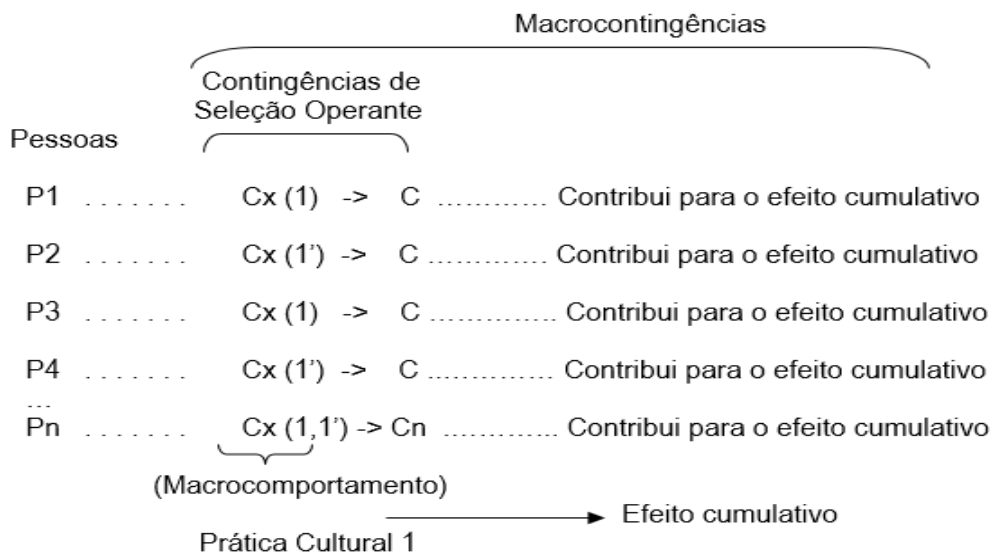 Macrocontingências
Contingências de
Seleção Operante
Pessoas
P1 . . . . . . . Cx (1) -> C ............ Contribui para o efeito cumulativo
P2 . . . . . . . Cx (1’) -> C ............. Contribui para o efeito cumulativo
P3 . . . . . . . Cx (1) -> C .............. Contribui para o efeito cumulativo
P4 . . . . . . . Cx (1’) -> C .............. Contribui para o efeito cumulativo
...
Pn . . . . . . . Cx (1,1’) -> Cn ............. Contribui para o efeito cumulativo
(Macrocomportamento)
Efeito cumulativo
Prática Cultural 1